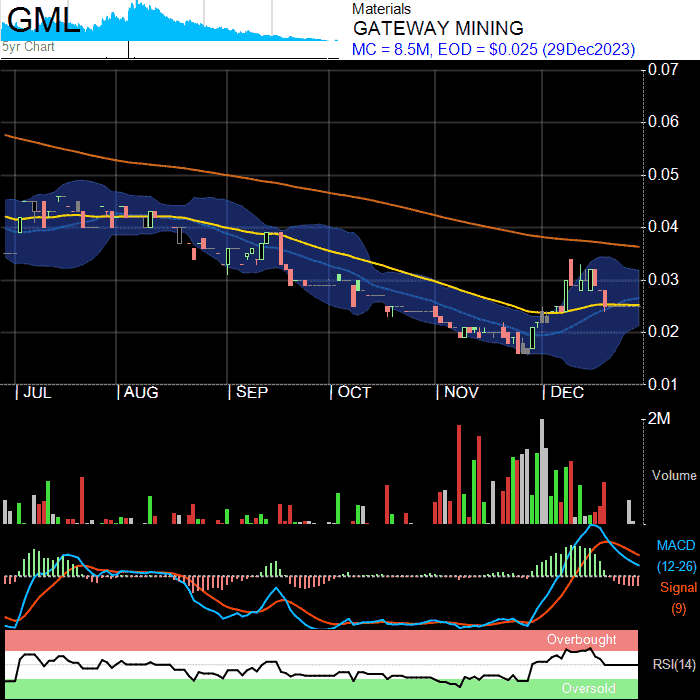 GML
5yr Chart
Materials
GATEWAY MINING
MC = 8.5M, EOD = $0.025 (29Dec2023)
0.07
0.06
0.05
0.04
0.03
0.02
0.01
JUL AUG SEP OCT NOV DEC
2M
Volume
MACD
(12-26)
Signal
(9)
Overbought
RSI(14)
Oversold